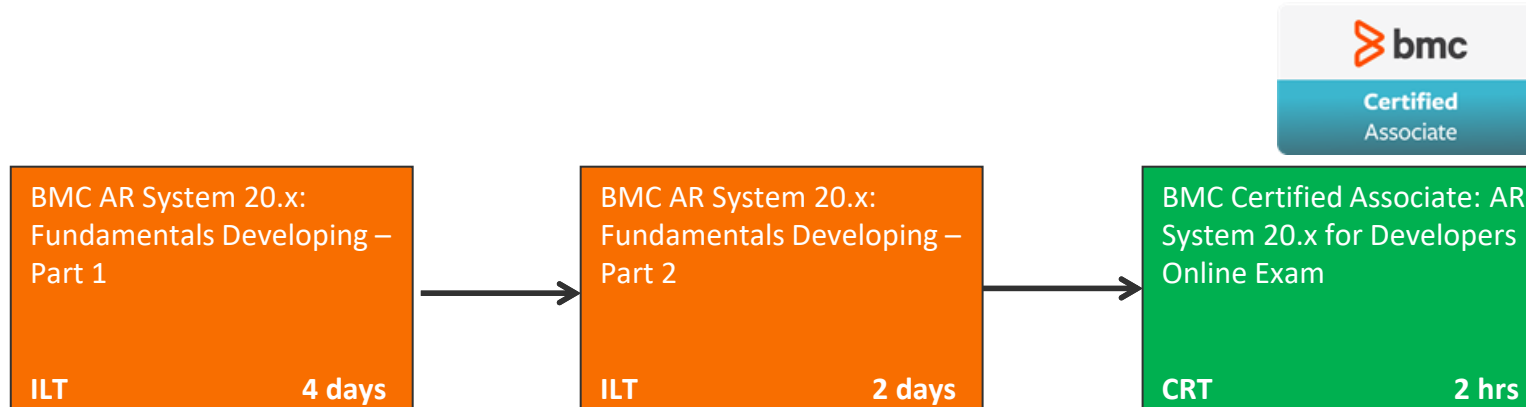 bmc
Certified
Associate
BMC AR System 20.x:
Fundamentals Developing –
Part 1
ILT 4 days
BMC AR System 20.x:
Fundamentals Developing –
Part 2
ILT 2 days
BMC Certified Associate: AR
System 20.x for Developers
Online Exam
CRT 2 hrs